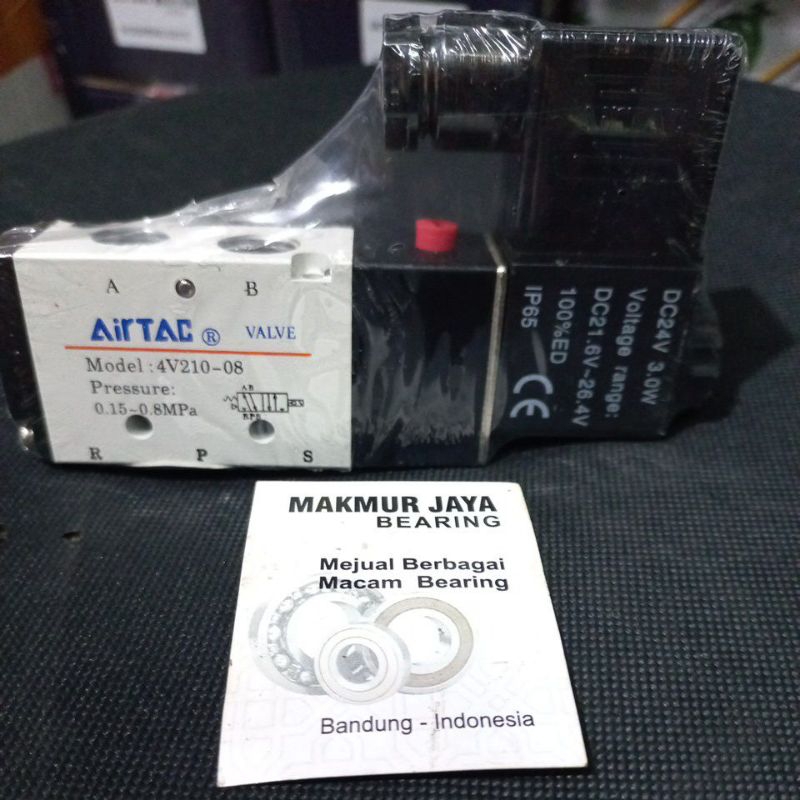 A B
AirTAC ® VALVE
Model :4V210-08
Pressure:
0.15~0.8MPa
A B
R P S
R P S
DC24V 3.0W
Voltage range:
DC21.6V~26.4V
100%ED
IP65
CE
MAKMUR JAYA
BEARING
Mejual Berbagai
Macam Bearing
Bandung - Indonesia